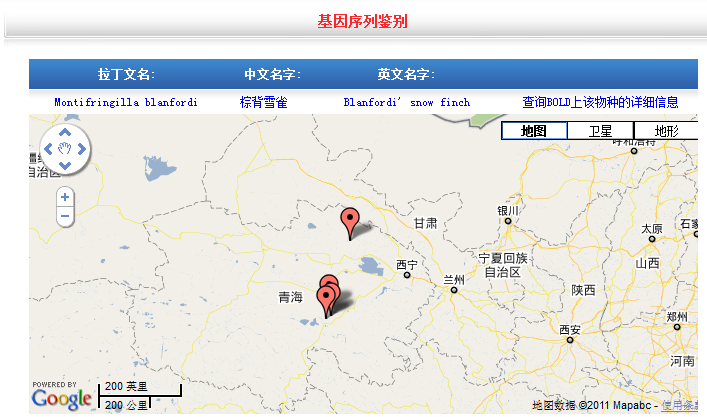 基因序列鉴别
拉丁文名: 中文名字: 英文名字:
Montifringilla blanfordi 棕背雪雀 Blanfordi' snow finch 查询BOLD上该物种的详细信息
地图 卫星 地形
呼和浩特
自治区
甘肃
银川
太原
石家
西宁
宁夏回族
自治区
山西
兰州
青海
陕西
郑州
西安
河南
POWERED BY
Google
200 英里
200 公里
地图数据 ©2011 Mapabc - 使用条